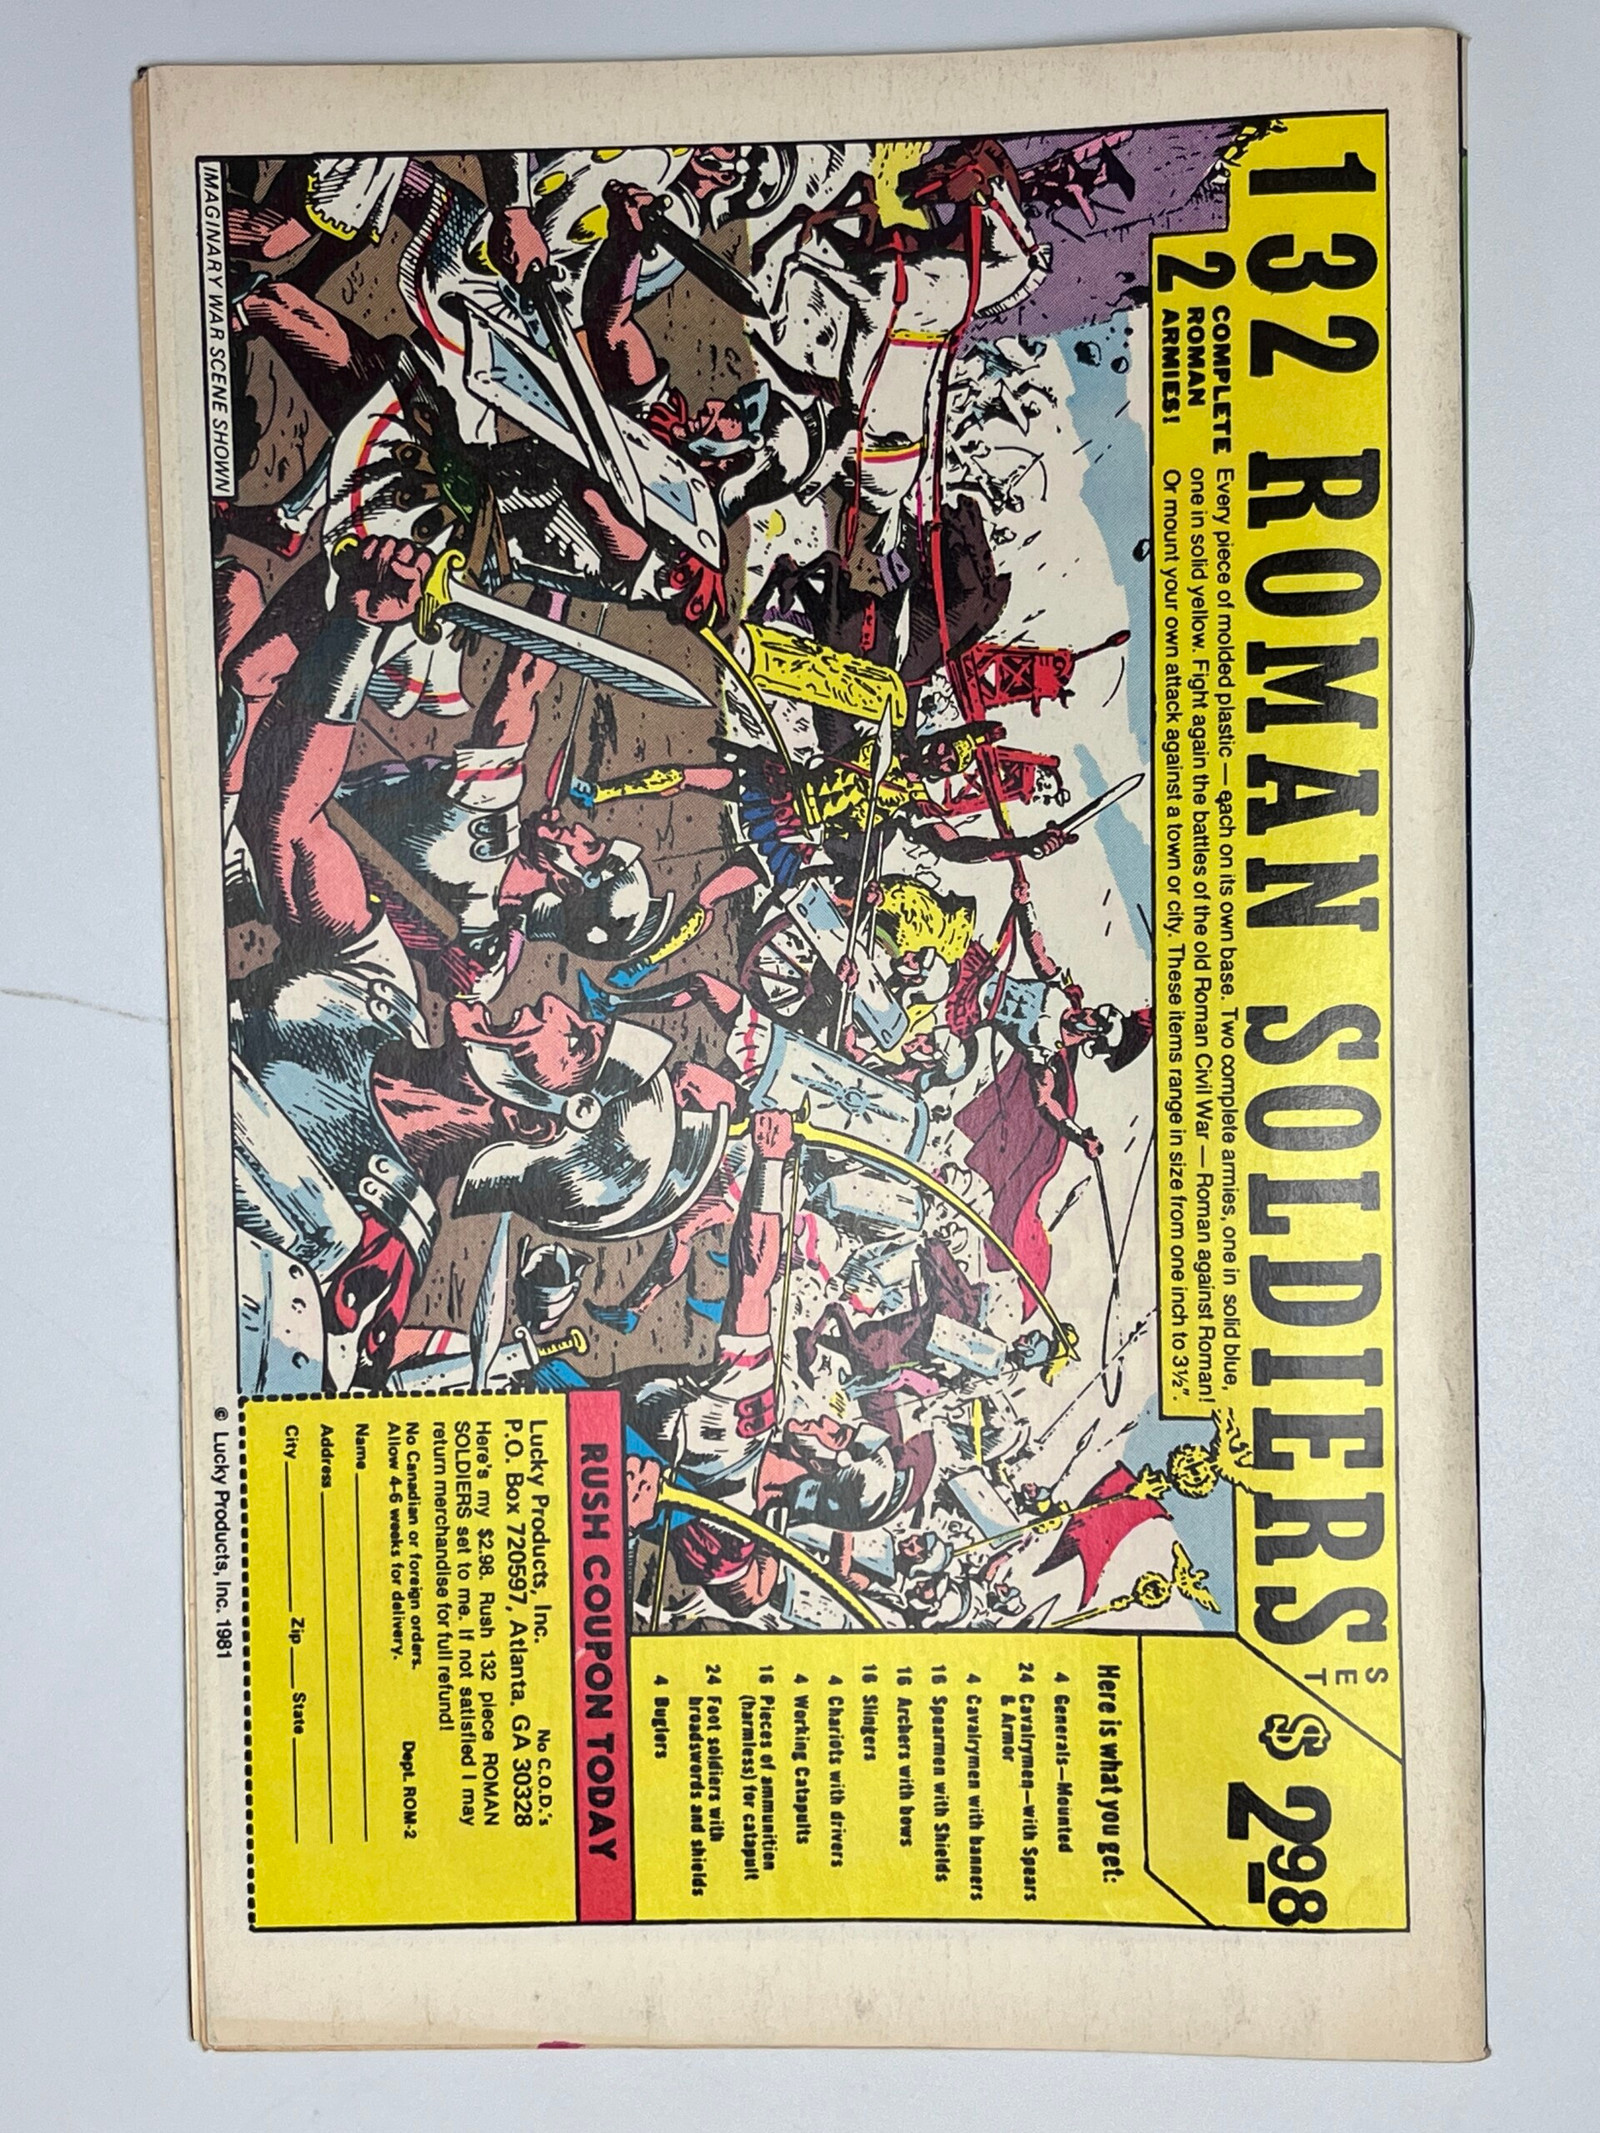 132 ROMAN SOLDIERS
SET
$2.98
2 COMPLETE
ROMAN
ARMIES!
Every piece of molded plastic — each on its own base. Two complete armies, one in solid blue,
one in solid yellow. Fight again the battles of the old Roman Civil War — Roman against Roman!
Or mount your own attack against a town or city. These items range in size from one inch to 3½".
Here is what you get:
4 Generals—Mounted
24 Cavalrymen—with Spears
& Armor
4 Cavalrymen with banners
16 Spearmen with Shields
16 Archers with bows
16 Slingers
4 Chariots with drivers
4 Working Catapults
16 Pieces of ammunition
(harmless) for catapult
24 Foot soldiers with
broadswords and shields
4 Buglers
RUSH COUPON TODAY
Lucky Products, Inc. No C.O.D.'s
P.O. Box 720597, Atlanta, GA 30328
Here's my $2.98. Rush 132 piece ROMAN
SOLDIERS set to me. If not satisfied I may
return merchandise for full refund!
No Canadian or foreign orders. Dept. ROM-2
Allow 4-6 weeks for delivery.
Name
Address
City Zip State
IMAGINARY WAR SCENE SHOWN
© Lucky Products, Inc. 1981